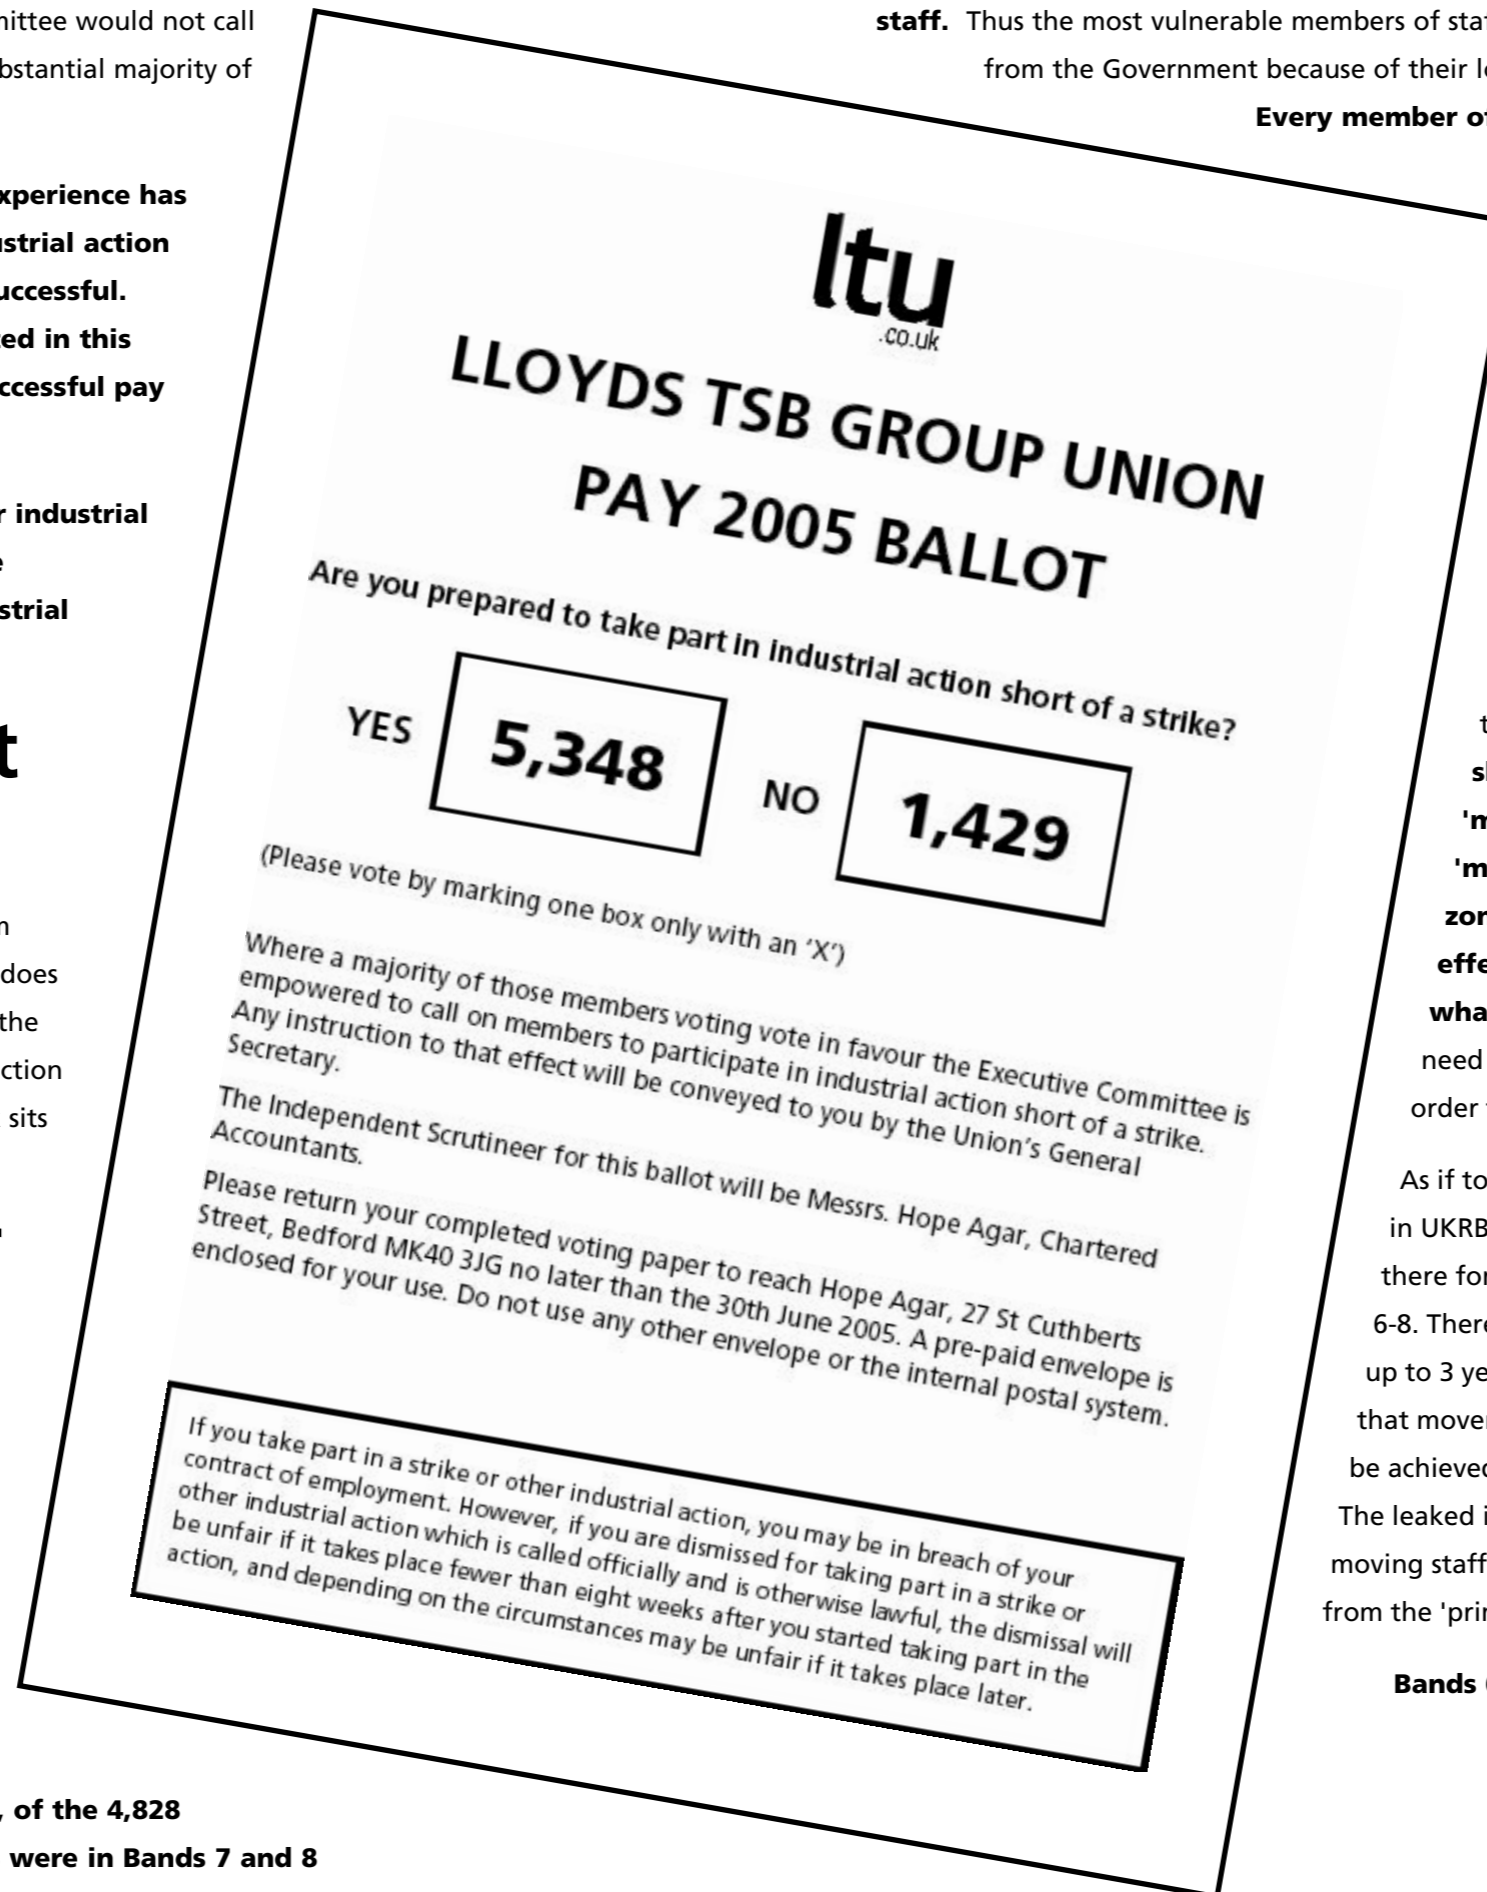 mittee would not call
bstantial majority of
xperience has
ustrial action
uccessful.
ted in this
ccessful pay
r industrial
e
strial
t
n
does
the
ction
sits
of the 4,828
were in Bands 7 and 8
ltu
.co.uk
LLOYDS TSB GROUP UNION
PAY 2005 BALLOT
Are you prepared to take part in industrial action short of a strike?
YES 5,348 NO 1,429
(Please vote by marking one box only with an ‘X’)
Where a majority of those members voting vote in favour the Executive Committee is
empowered to call on members to participate in industrial action short of a strike.
Any instruction to that effect will be conveyed to you by the Union’s General
Secretary.
The Independent Scrutineer for this ballot will be Messrs. Hope Agar, Chartered
Accountants.
Please return your completed voting paper to reach Hope Agar, 27 St Cuthberts
Street, Bedford MK40 3JG no later than the 30th June 2005. A pre-paid envelope is
enclosed for your use. Do not use any other envelope or the internal postal system.
If you take part in a strike or other industrial action, you may be in breach of your
contract of employment. However, if you are dismissed for taking part in a strike or
other industrial action which is called officially and is otherwise lawful, the dismissal will
be unfair if it takes place fewer than eight weeks after you started taking part in the
action, and depending on the circumstances may be unfair if it takes place later.
staff. Thus the most vulnerable members of sta
from the Government because of their l
Every member o
t
s
'm
'm
zor
effe
wha
need
order
As if to
in UKRB
there for
6-8. There
up to 3 ye
that move
be achieved
The leaked i
moving staff
from the 'prin
Bands